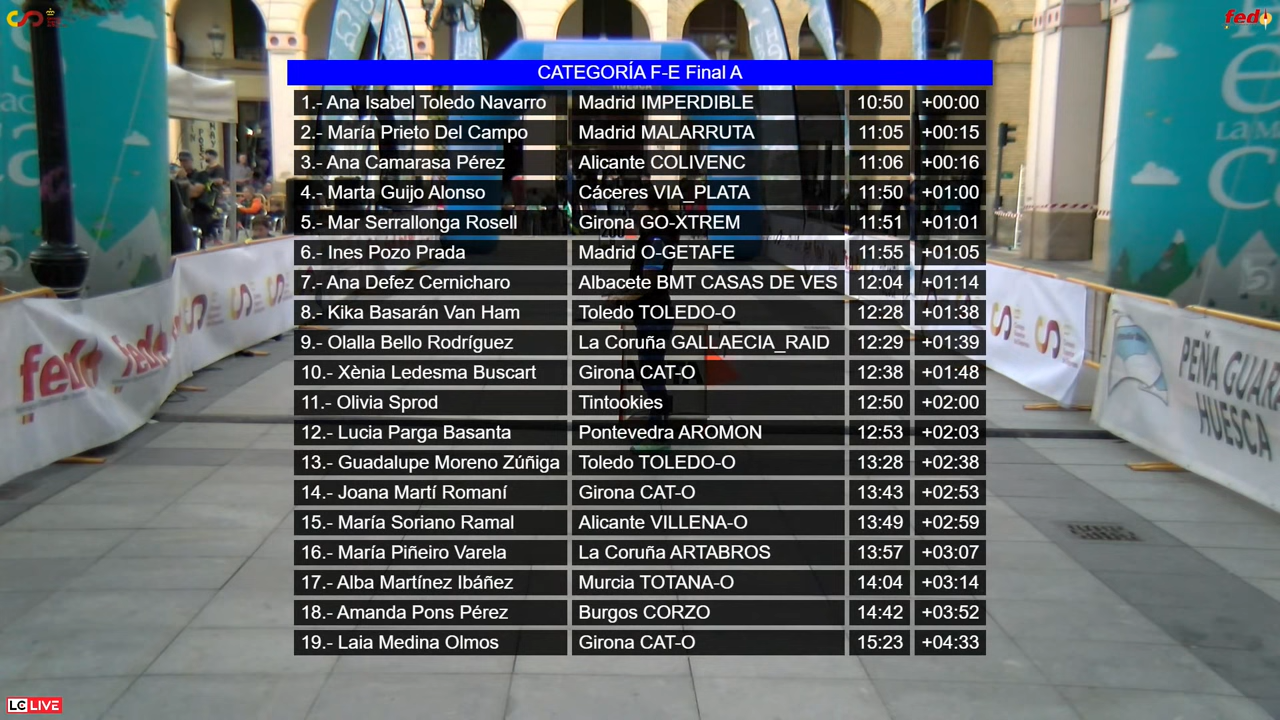 fedo
CATEGORÍA F-E Final A
1.- Ana Isabel Toledo Navarro Madrid IMPERDIBLE 10:50 +00:00
2.- María Prieto Del Campo Madrid MALARRUTA 11:05 +00:15
3.- Ana Camarasa Pérez Alicante COLIVENC 11:06 +00:16
4.- Marta Guijo Alonso Cáceres VIA_PLATA 11:50 +01:00
5.- Mar Serrallonga Rosell Girona GO-XTREM 11:51 +01:01
6.- Ines Pozo Prada Madrid O-GETAFE 11:55 +01:05
7.- Ana Defez Cernicharo Albacete BMT CASAS DE VES 12:04 +01:14
8.- Kika Basarán Van Ham Toledo TOLEDO-O 12:28 +01:38
9.- Olalla Bello Rodríguez La Coruña GALLAECIA_RAID 12:29 +01:39
10.- Xènia Ledesma Buscart Girona CAT-O 12:38 +01:48
11.- Olivia Sprod Tintookies 12:50 +02:00
12.- Lucia Parga Basanta Pontevedra AROMON 12:53 +02:03
13.- Guadalupe Moreno Zúñiga Toledo TOLEDO-O 13:28 +02:38
14.- Joana Martí Romaní Girona CAT-O 13:43 +02:53
15.- María Soriano Ramal Alicante VILLENA-O 13:49 +02:59
16.- María Piñeiro Varela La Coruña ARTABROS 13:57 +03:07
17.- Alba Martínez Ibáñez Murcia TOTANA-O 14:04 +03:14
18.- Amanda Pons Pérez Burgos CORZO 14:42 +03:52
19.- Laia Medina Olmos Girona CAT-O 15:23 +04:33
fedo fedo
PEÑA GUARA
HUESCA
LC LIVE